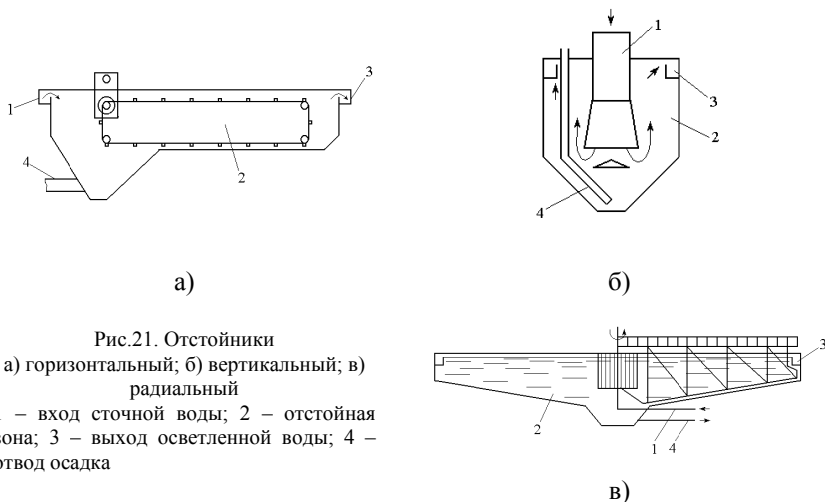 1
2
3
4
а)
1
2
3
4
б)
Рис.21. Отстойники
а) горизонтальный; б) вертикальный; в)
радиальный
– вход сточной воды; 2 – отстойная
зона; 3 – выход осветленной воды; 4 –
отвод осадка
3
2
1
4
в)